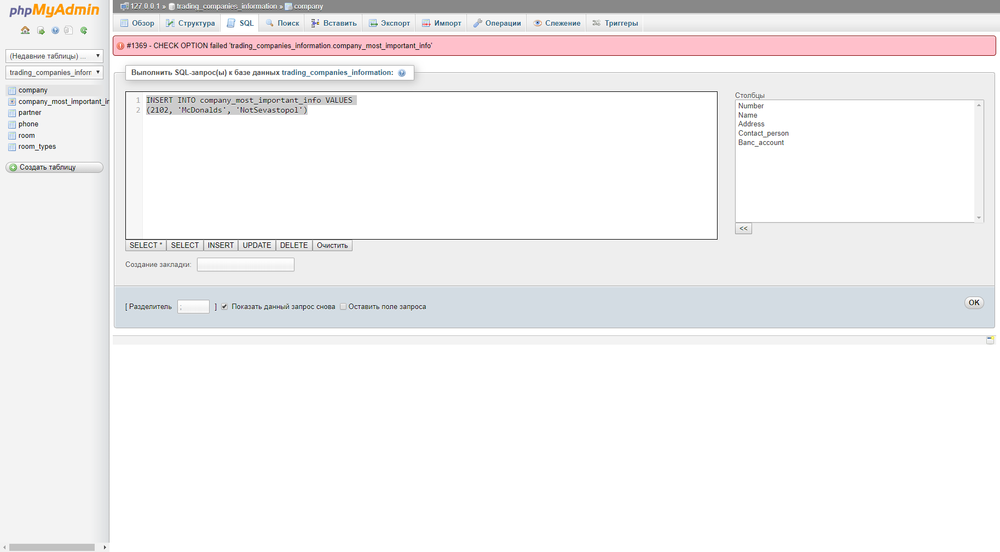 phpMyAdmin
(Недавние таблицы) ...
trading_companies_inforr
company
company_most_important_ir
partner
phone
room
room_types
Создать таблицу
127.0.0.1 » trading_companies_information » company
Обзор Структура SQL Поиск Вставить Экспорт Импорт Операции Слежение Триггеры
#1369 - CHECK OPTION failed 'trading_companies_information.company_most_important_info'
Выполнить SQL-запрос(ы) к базе данных trading_companies_information:
1 INSERT INTO company_most_important_info VALUES
2 (2102, 'McDonalds', 'NotSevastopol')
Столбцы
Number
Name
Address
Contact_person
Banc_account
<<
SELECT * SELECT INSERT UPDATE DELETE Очистить
Создание закладки:
[ Разделитель ; ] Показать данный запрос снова Оставить поле запроса
OK